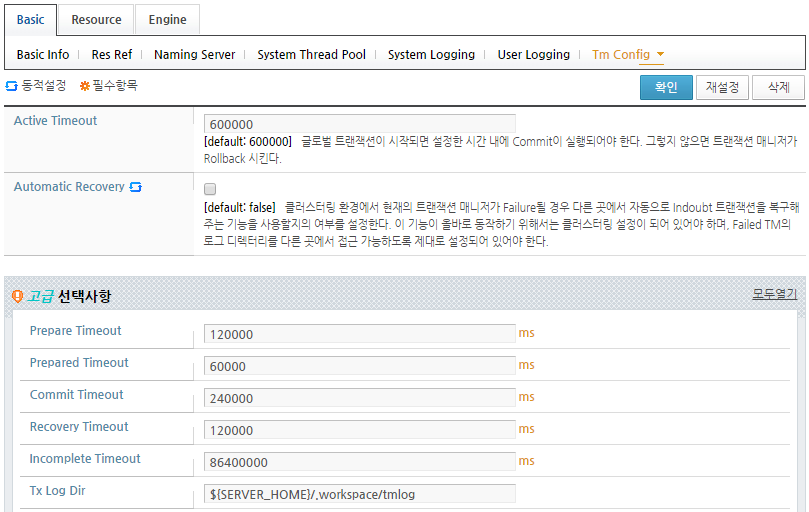 Basic Resource Engine
Basic Info Res Ref Naming Server System Thread Pool System Logging User Logging Tm Config
동적설정 필수항목 확인 재설정 삭제
Active Timeout
600000
[default: 600000] 글로벌 트랜잭션이 시작되면 설정한 시간 내에 Commit이 실행되어야 한다. 그렇지 않으면 트랜잭션 매니저가
Rollback 시킨다.
Automatic Recovery
[default: false] 클러스터링 환경에서 현재의 트랜잭션 매니저가 Failure될 경우 다른 곳에서 자동으로 Indoubt 트랜잭션을 복구해
주는 기능을 사용할지의 여부를 설정한다. 이 기능이 올바로 동작하기 위해서는 클러스터링 설정이 되어 있어야 하며, Failed TM의
로그 디렉터리를 다른 곳에서 접근 가능하도록 제대로 설정되어 있어야 한다.
고급 선택사항 모두열기
Prepare Timeout 120000 ms
Prepared Timeout 60000 ms
Commit Timeout 240000 ms
Recovery Timeout 120000 ms
Incomplete Timeout 86400000 ms
Tx Log Dir ${SERVER_HOME}/.workspace/tmlog